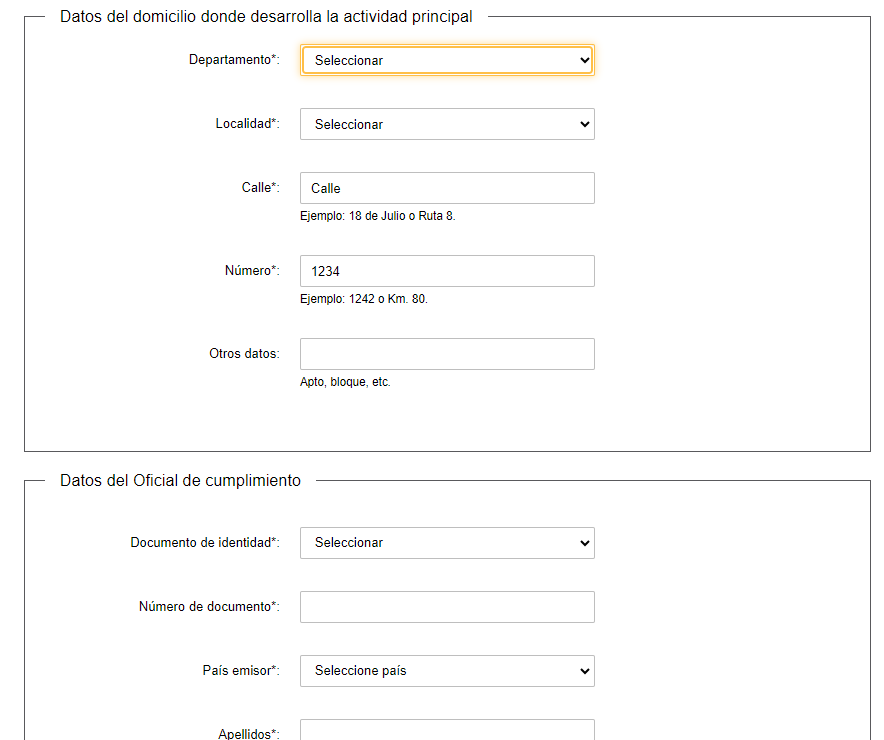 Datos del domicilio donde desarrolla la actividad principal
Departamento*: Seleccionar
Localidad*: Seleccionar
Calle*: Calle
Ejemplo: 18 de Julio o Ruta 8.
Número*: 1234
Ejemplo: 1242 o Km. 80.
Otros datos:
Apto, bloque, etc.
Datos del Oficial de cumplimiento
Documento de identidad*: Seleccionar
Número de documento*:
País emisor*: Seleccione país
Apellidos*: